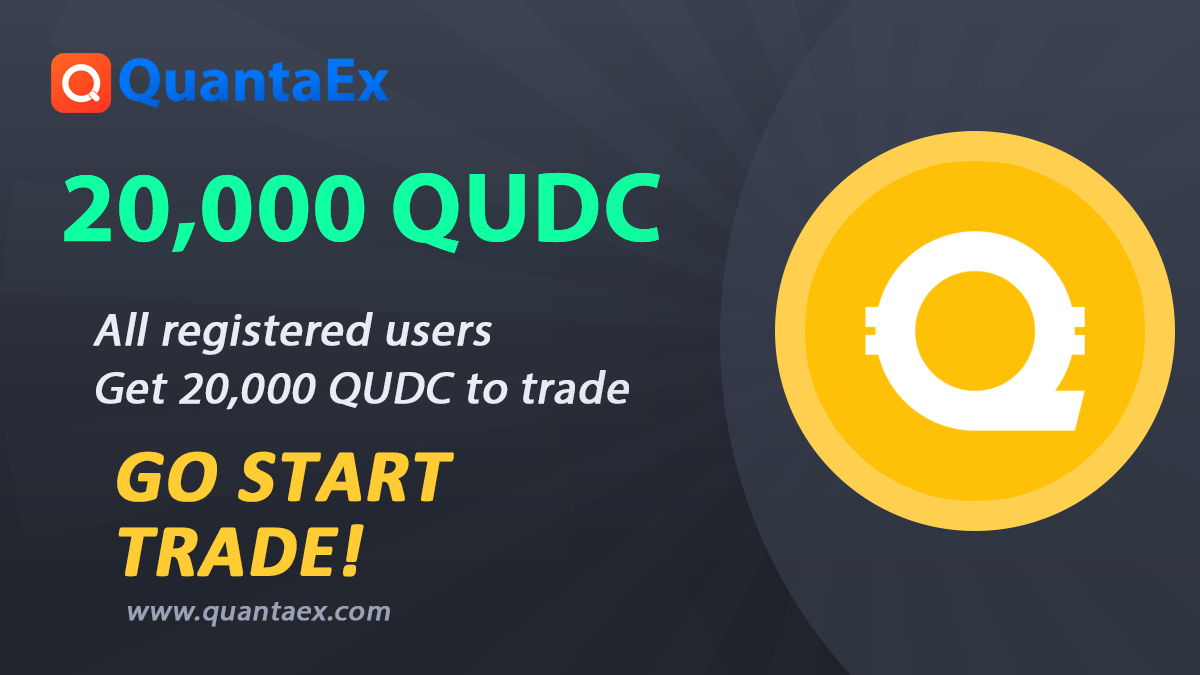 QuantaEx
20,000 QUDC
All registered users
Get 20,000 QUDC to trade
GO START
TRADE!
www.quantaex.com